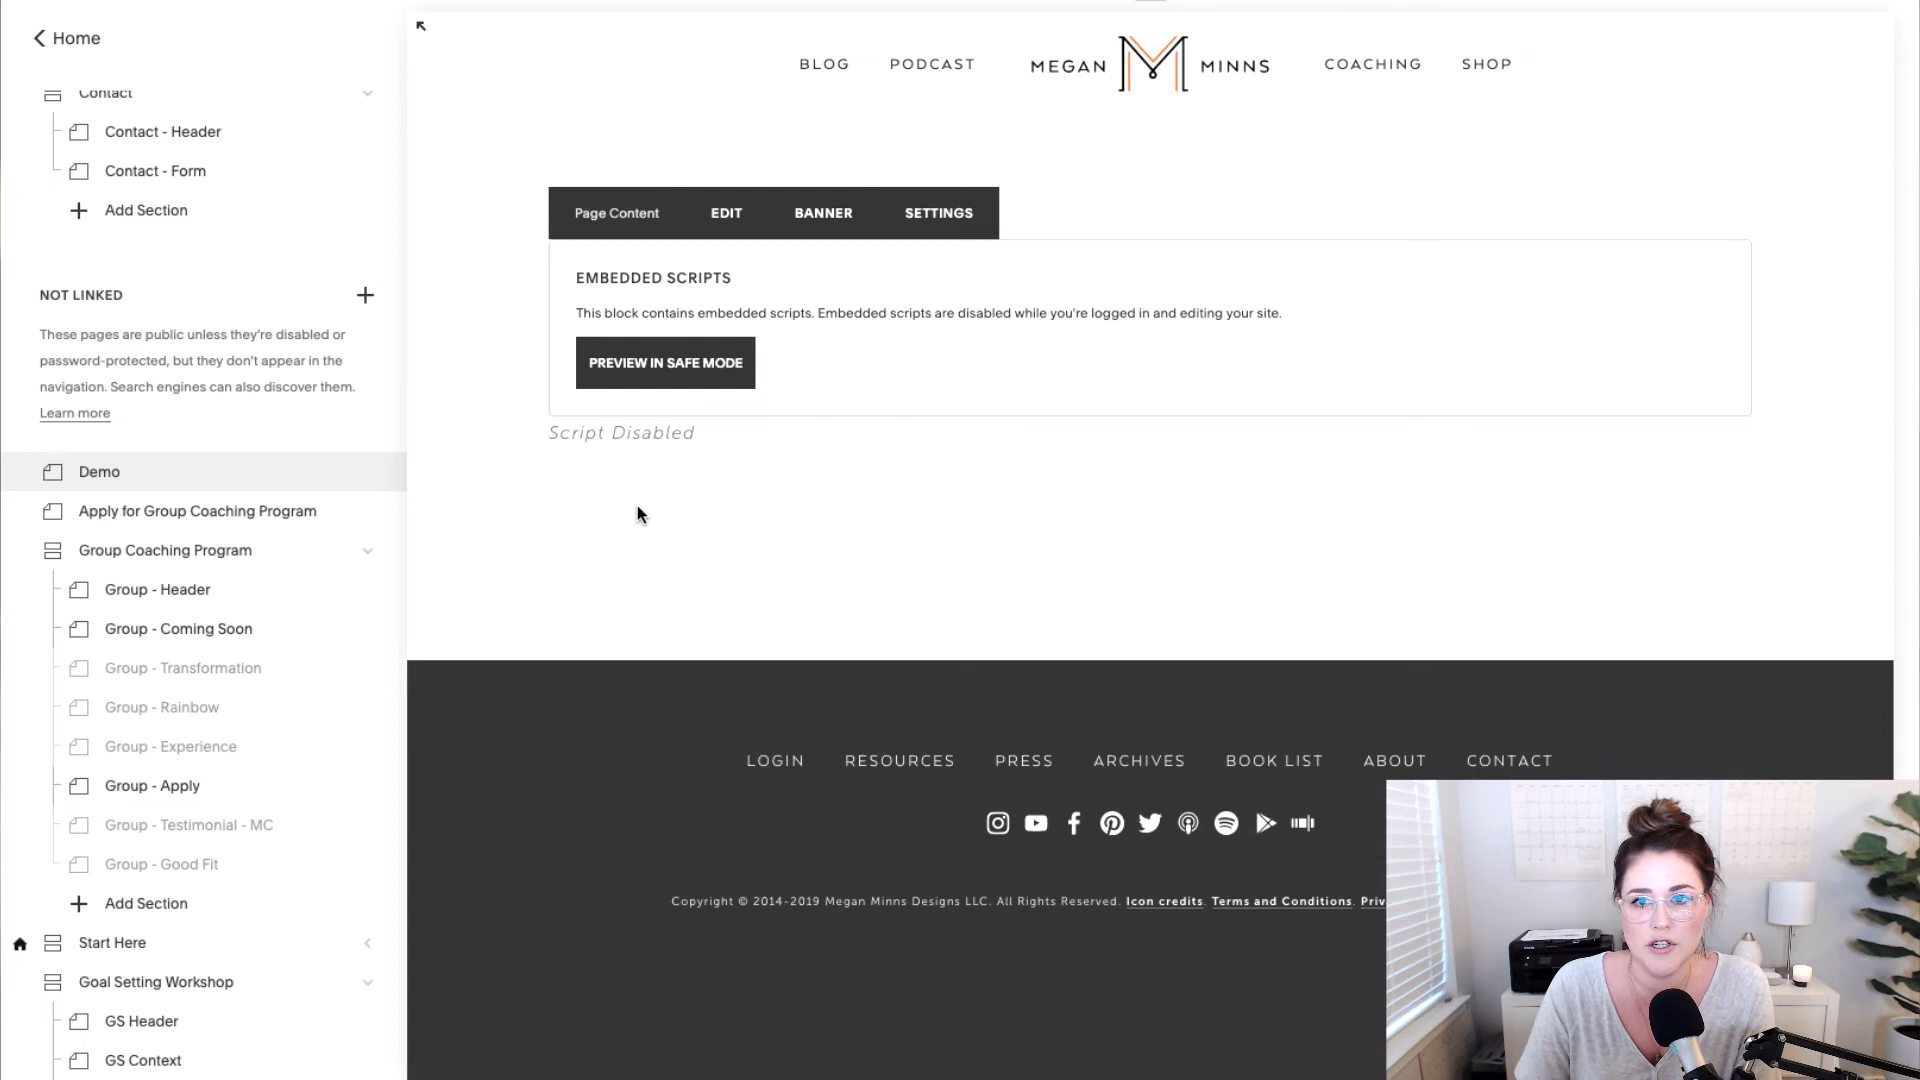 Home
Contact
Contact - Header
Contact - Form
Add Section
NOT LINKED
These pages are public unless they're disabled or
password-protected, but they don't appear in the
navigation. Search engines can also discover them.
Learn more
Demo
Apply for Group Coaching Program
Group Coaching Program
Group - Header
Group - Coming Soon
Group - Transformation
Group - Rainbow
Group - Experience
Group - Apply
Group - Testimonial - MC
Group - Good Fit
Add Section
Start Here
Goal Setting Workshop
GS Header
GS Context
BLOG PODCAST MEGAN M MINNS COACHING SHOP
Page Content EDIT BANNER SETTINGS
EMBEDDED SCRIPTS
This block contains embedded scripts. Embedded scripts are disabled while you're logged in and editing your site.
PREVIEW IN SAFE MODE
Script Disabled
LOGIN RESOURCES PRESS ARCHIVES BOOK LIST ABOUT CONTACT
Copyright © 2014-2019 Megan Minns Designs LLC. All Rights Reserved. Icon credits. Terms and Conditions. Priv